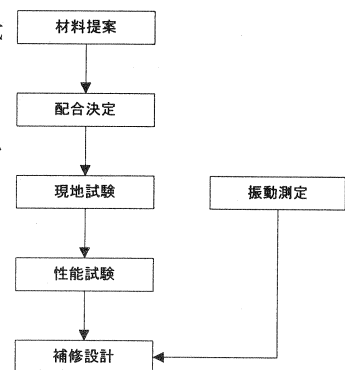 材料提案
配合決定
現地試験
振動測定
性能試験
補修設計